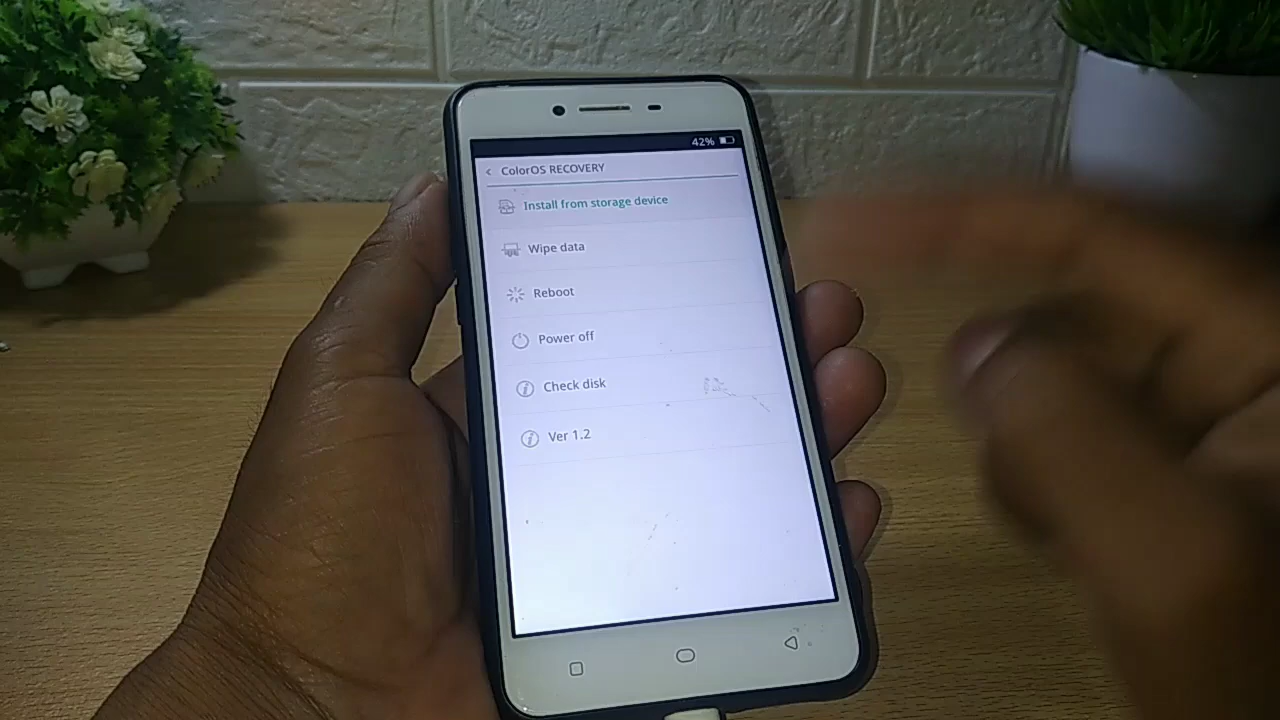 42%
ColorOS RECOVERY
Install from storage device
Wipe data
Reboot
Power off
Check disk
Ver 1.2